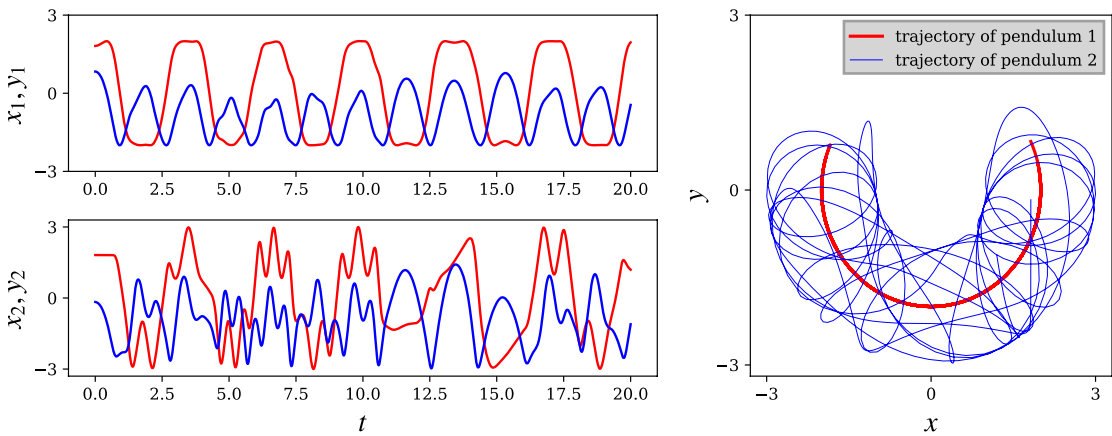 x₁, y₁
3
0
−3
0.0 2.5 5.0 7.5 10.0 12.5 15.0 17.5 20.0
x₂, y₂
3
0
−3
0.0 2.5 5.0 7.5 10.0 12.5 15.0 17.5 20.0
t
trajectory of pendulum 1
trajectory of pendulum 2
y
3
0
−3
−3 0 3
x